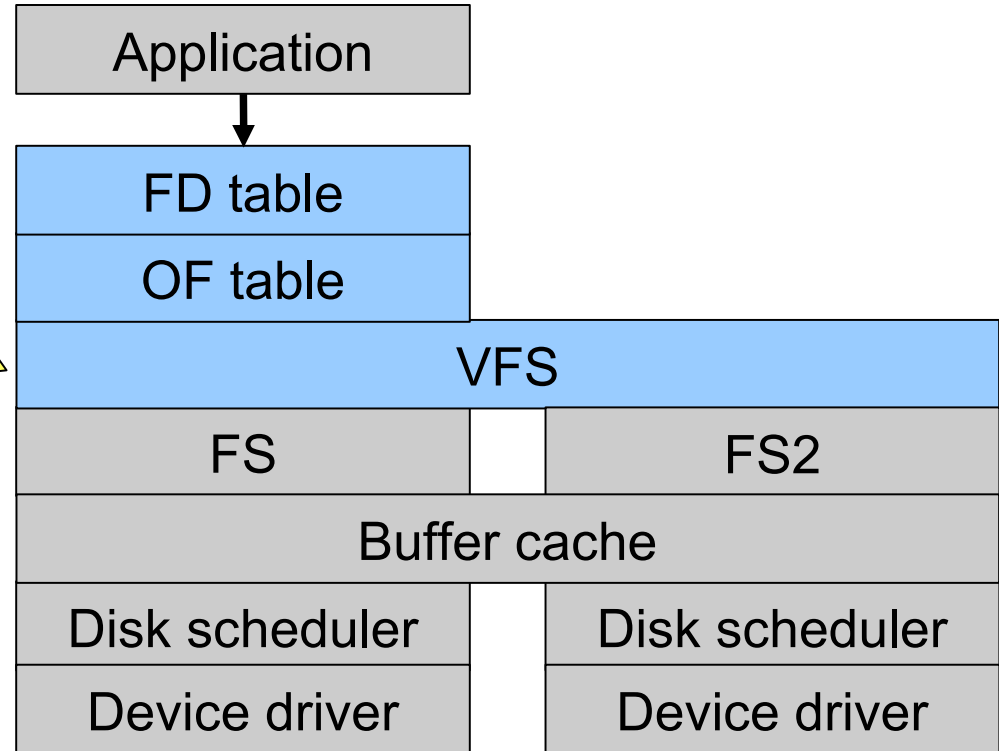 Application
FD table
OF table
VFS
FS
FS2
Buffer cache
Disk scheduler
Disk scheduler
Device driver
Device driver